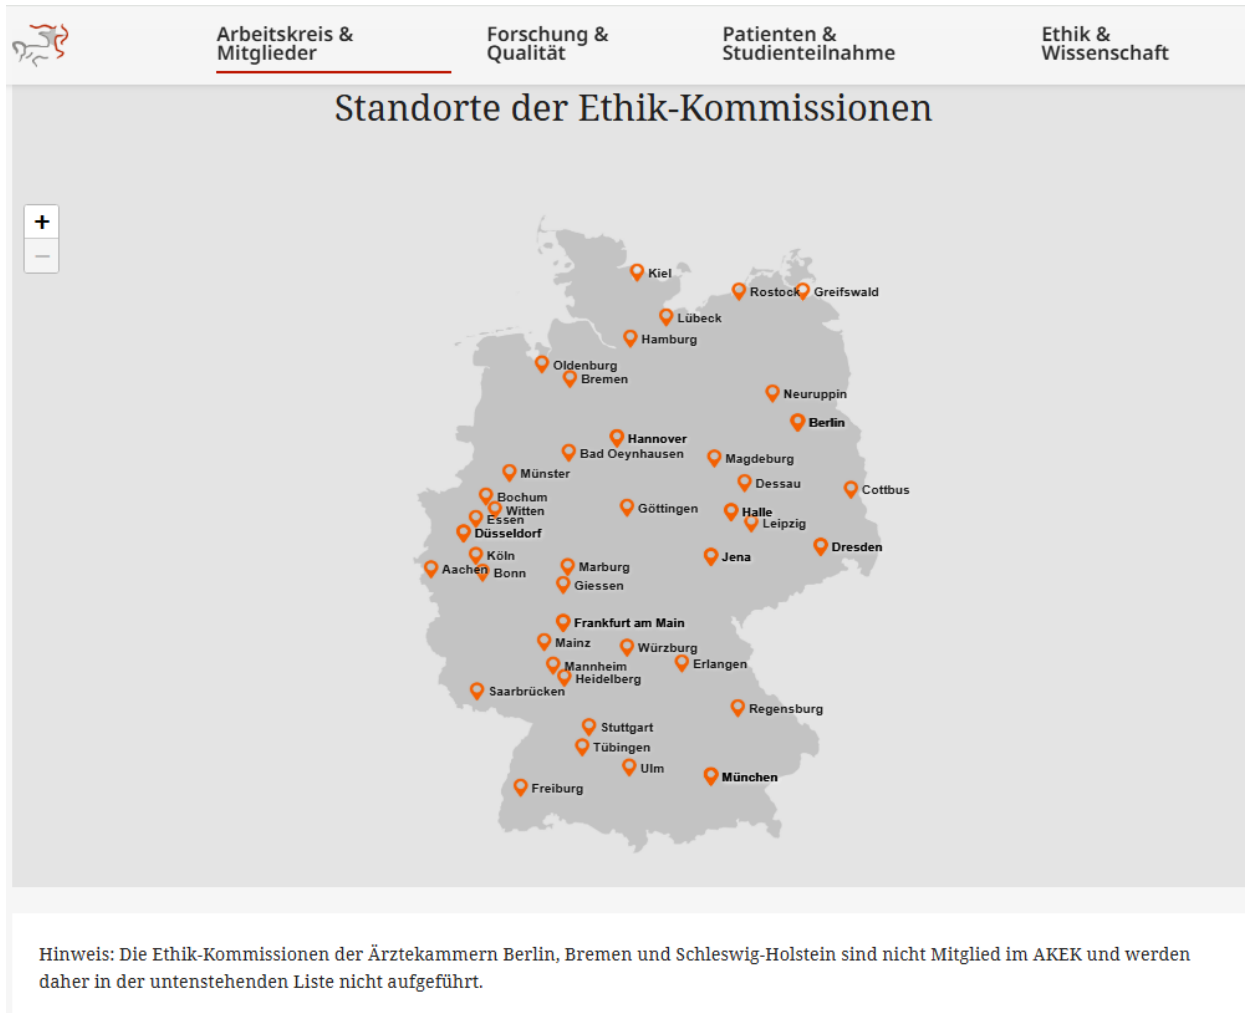 Arbeitskreis &
Mitglieder
Forschung &
Qualität
Patienten &
Studienteilnahme
Ethik &
Wissenschaft
Standorte der Ethik-Kommissionen
+
−
Kiel
Rostock
Greifswald
Lübeck
Hamburg
Oldenburg
Bremen
Neuruppin
Berlin
Hannover
Bad Oeynhausen
Magdeburg
Münster
Dessau
Cottbus
Bochum
Witten
Göttingen
Halle
Essen
Leipzig
Düsseldorf
Dresden
Köln
Jena
Aachen
Bonn
Marburg
Giessen
Frankfurt am Main
Mainz
Würzburg
Mannheim
Erlangen
Heidelberg
Saarbrücken
Regensburg
Stuttgart
Tübingen
Ulm
München
Freiburg
Hinweis: Die Ethik-Kommissionen der Ärztekammern Berlin, Bremen und Schleswig-Holstein sind nicht Mitglied im AKEK und werden
daher in der untenstehenden Liste nicht aufgeführt.